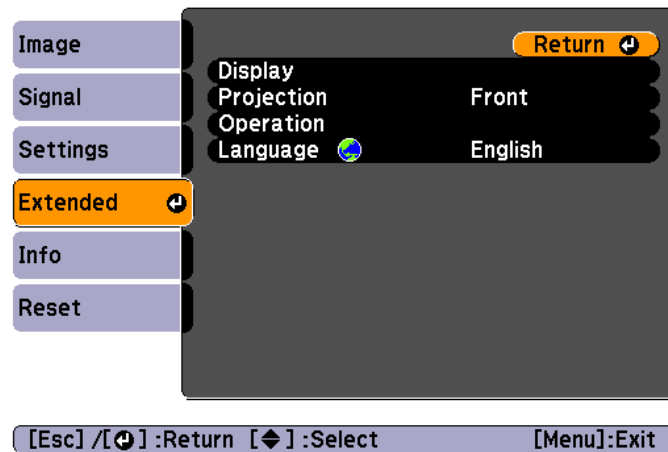 Image
Signal
Settings
Extended
Info
Reset
Return
Display
Projection Front
Operation
Language English
[Esc] /[ ] :Return [ ] :Select [Menu]:Exit